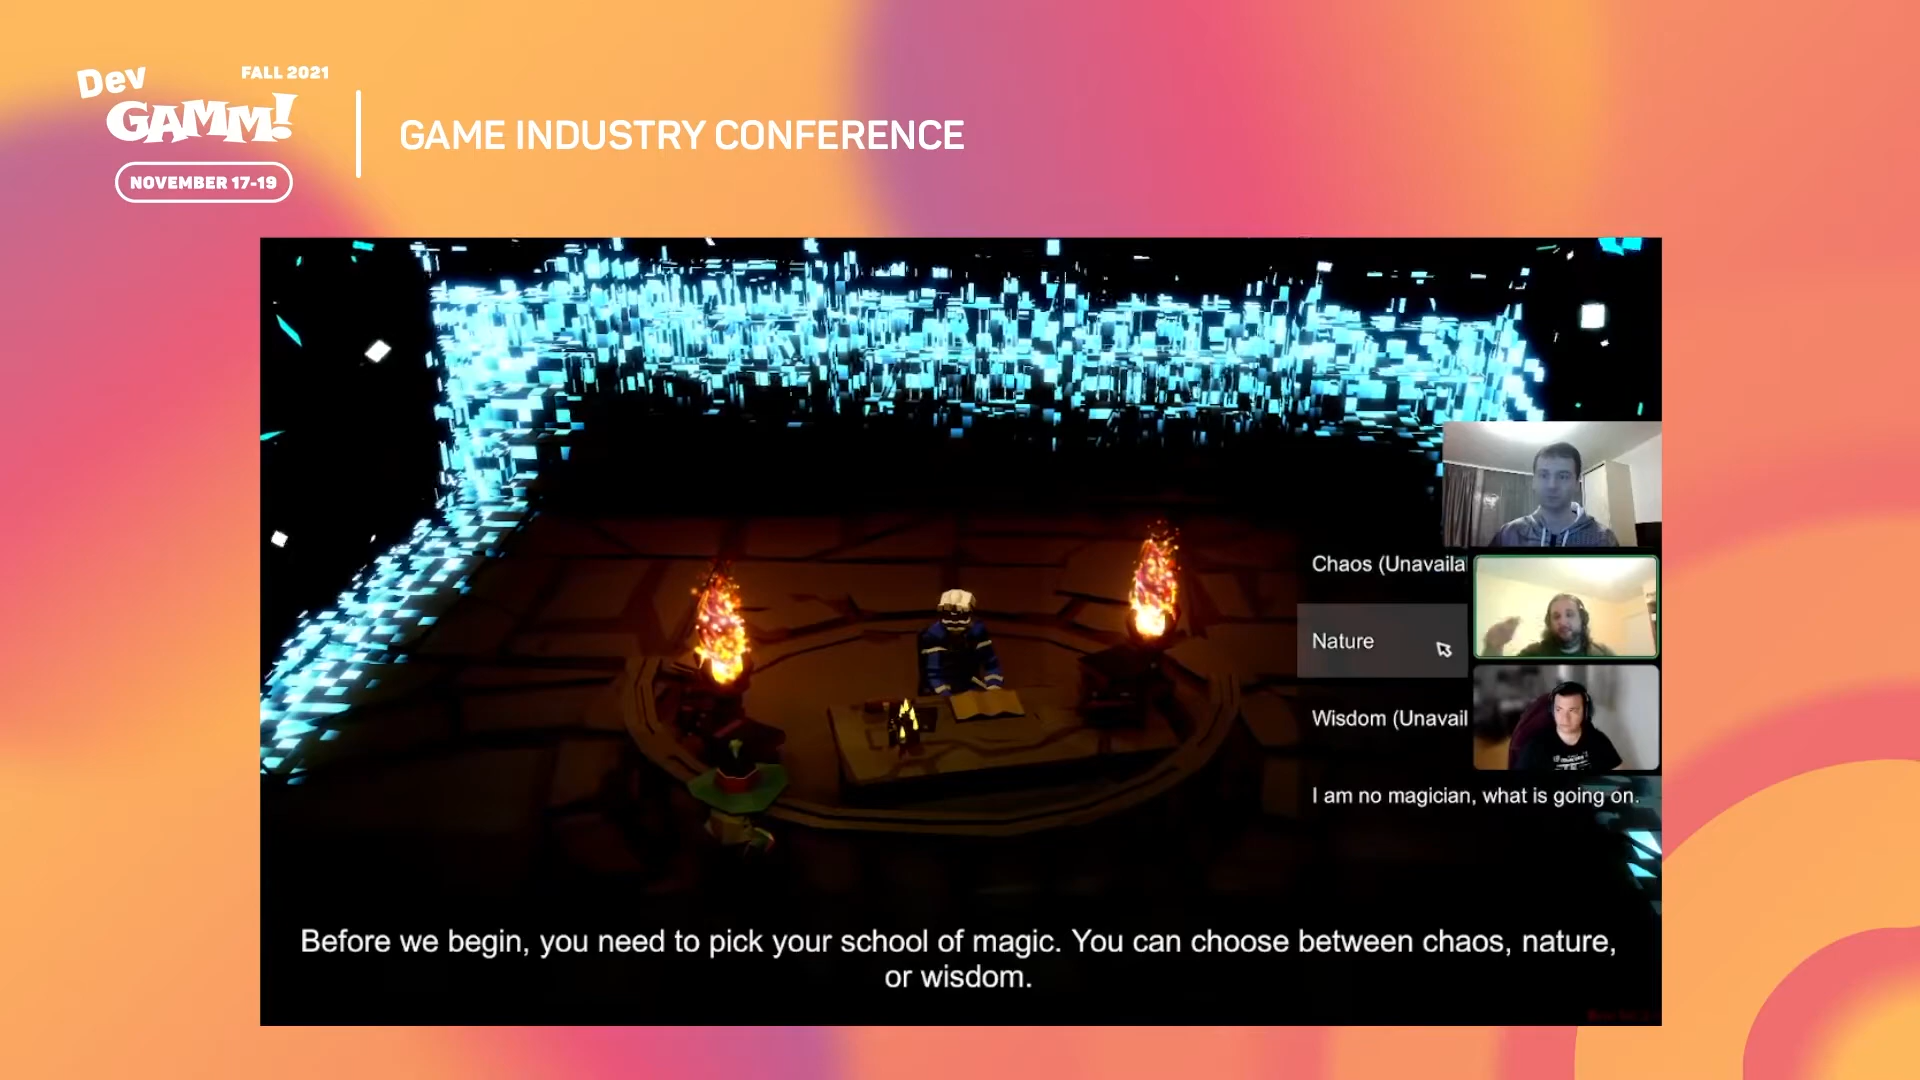 Dev
FALL 2021
GAMM!
NOVEMBER 17-19
GAME INDUSTRY CONFERENCE
Chaos (Unavaila
Nature
Wisdom (Unavail
I am no magician, what is going on.
Before we begin, you need to pick your school of magic. You can choose between chaos, nature,
or wisdom.